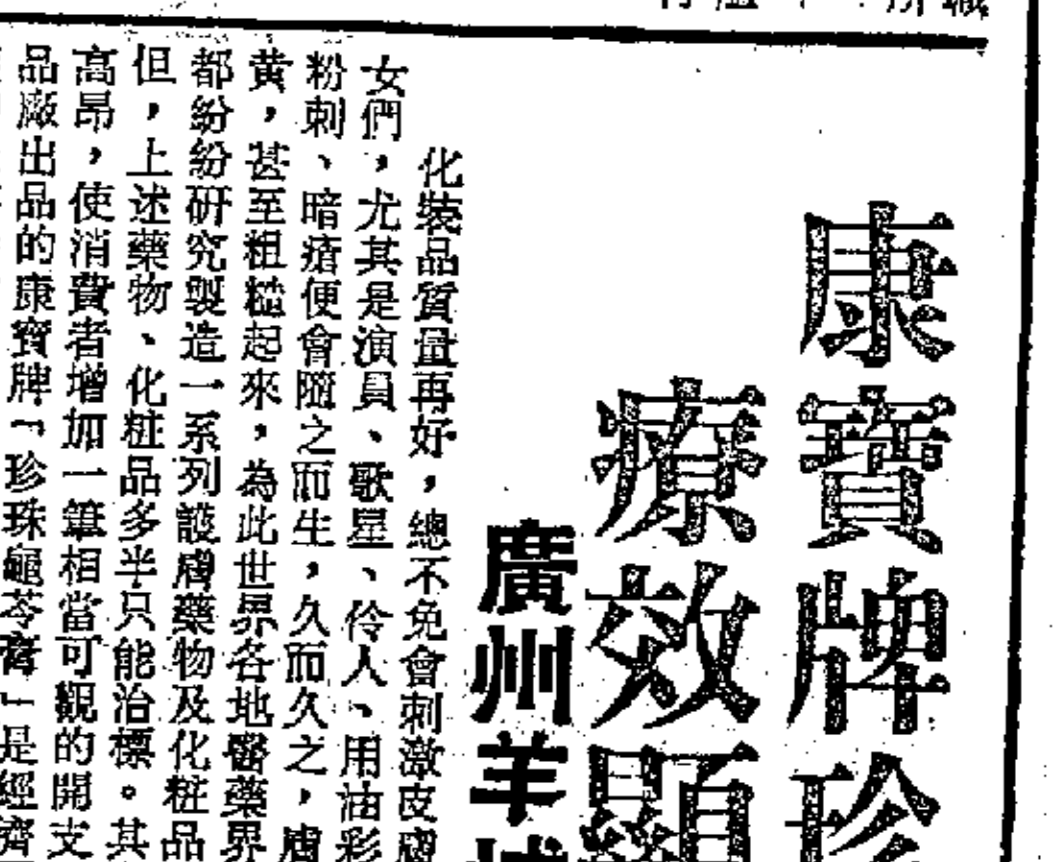 康寶牌珍
療效顯
廣州羊城
化裝品質量再好，總不免會刺激皮膚
女們，尤其是演員、歌星、伶人、用油彩
粉刺、暗瘡便會隨之而生，久而久之，膚
黃，甚至粗糙起來，為此世界各地醫藥界
都紛紛研究製造一系列護膚藥物及化粧品
但，上述藥物、化粧品多半只能治標。其
高昂，使消費者增加一筆相當可觀的開支
品廠出品的康寶牌「珍珠龜苓膏」是經濟